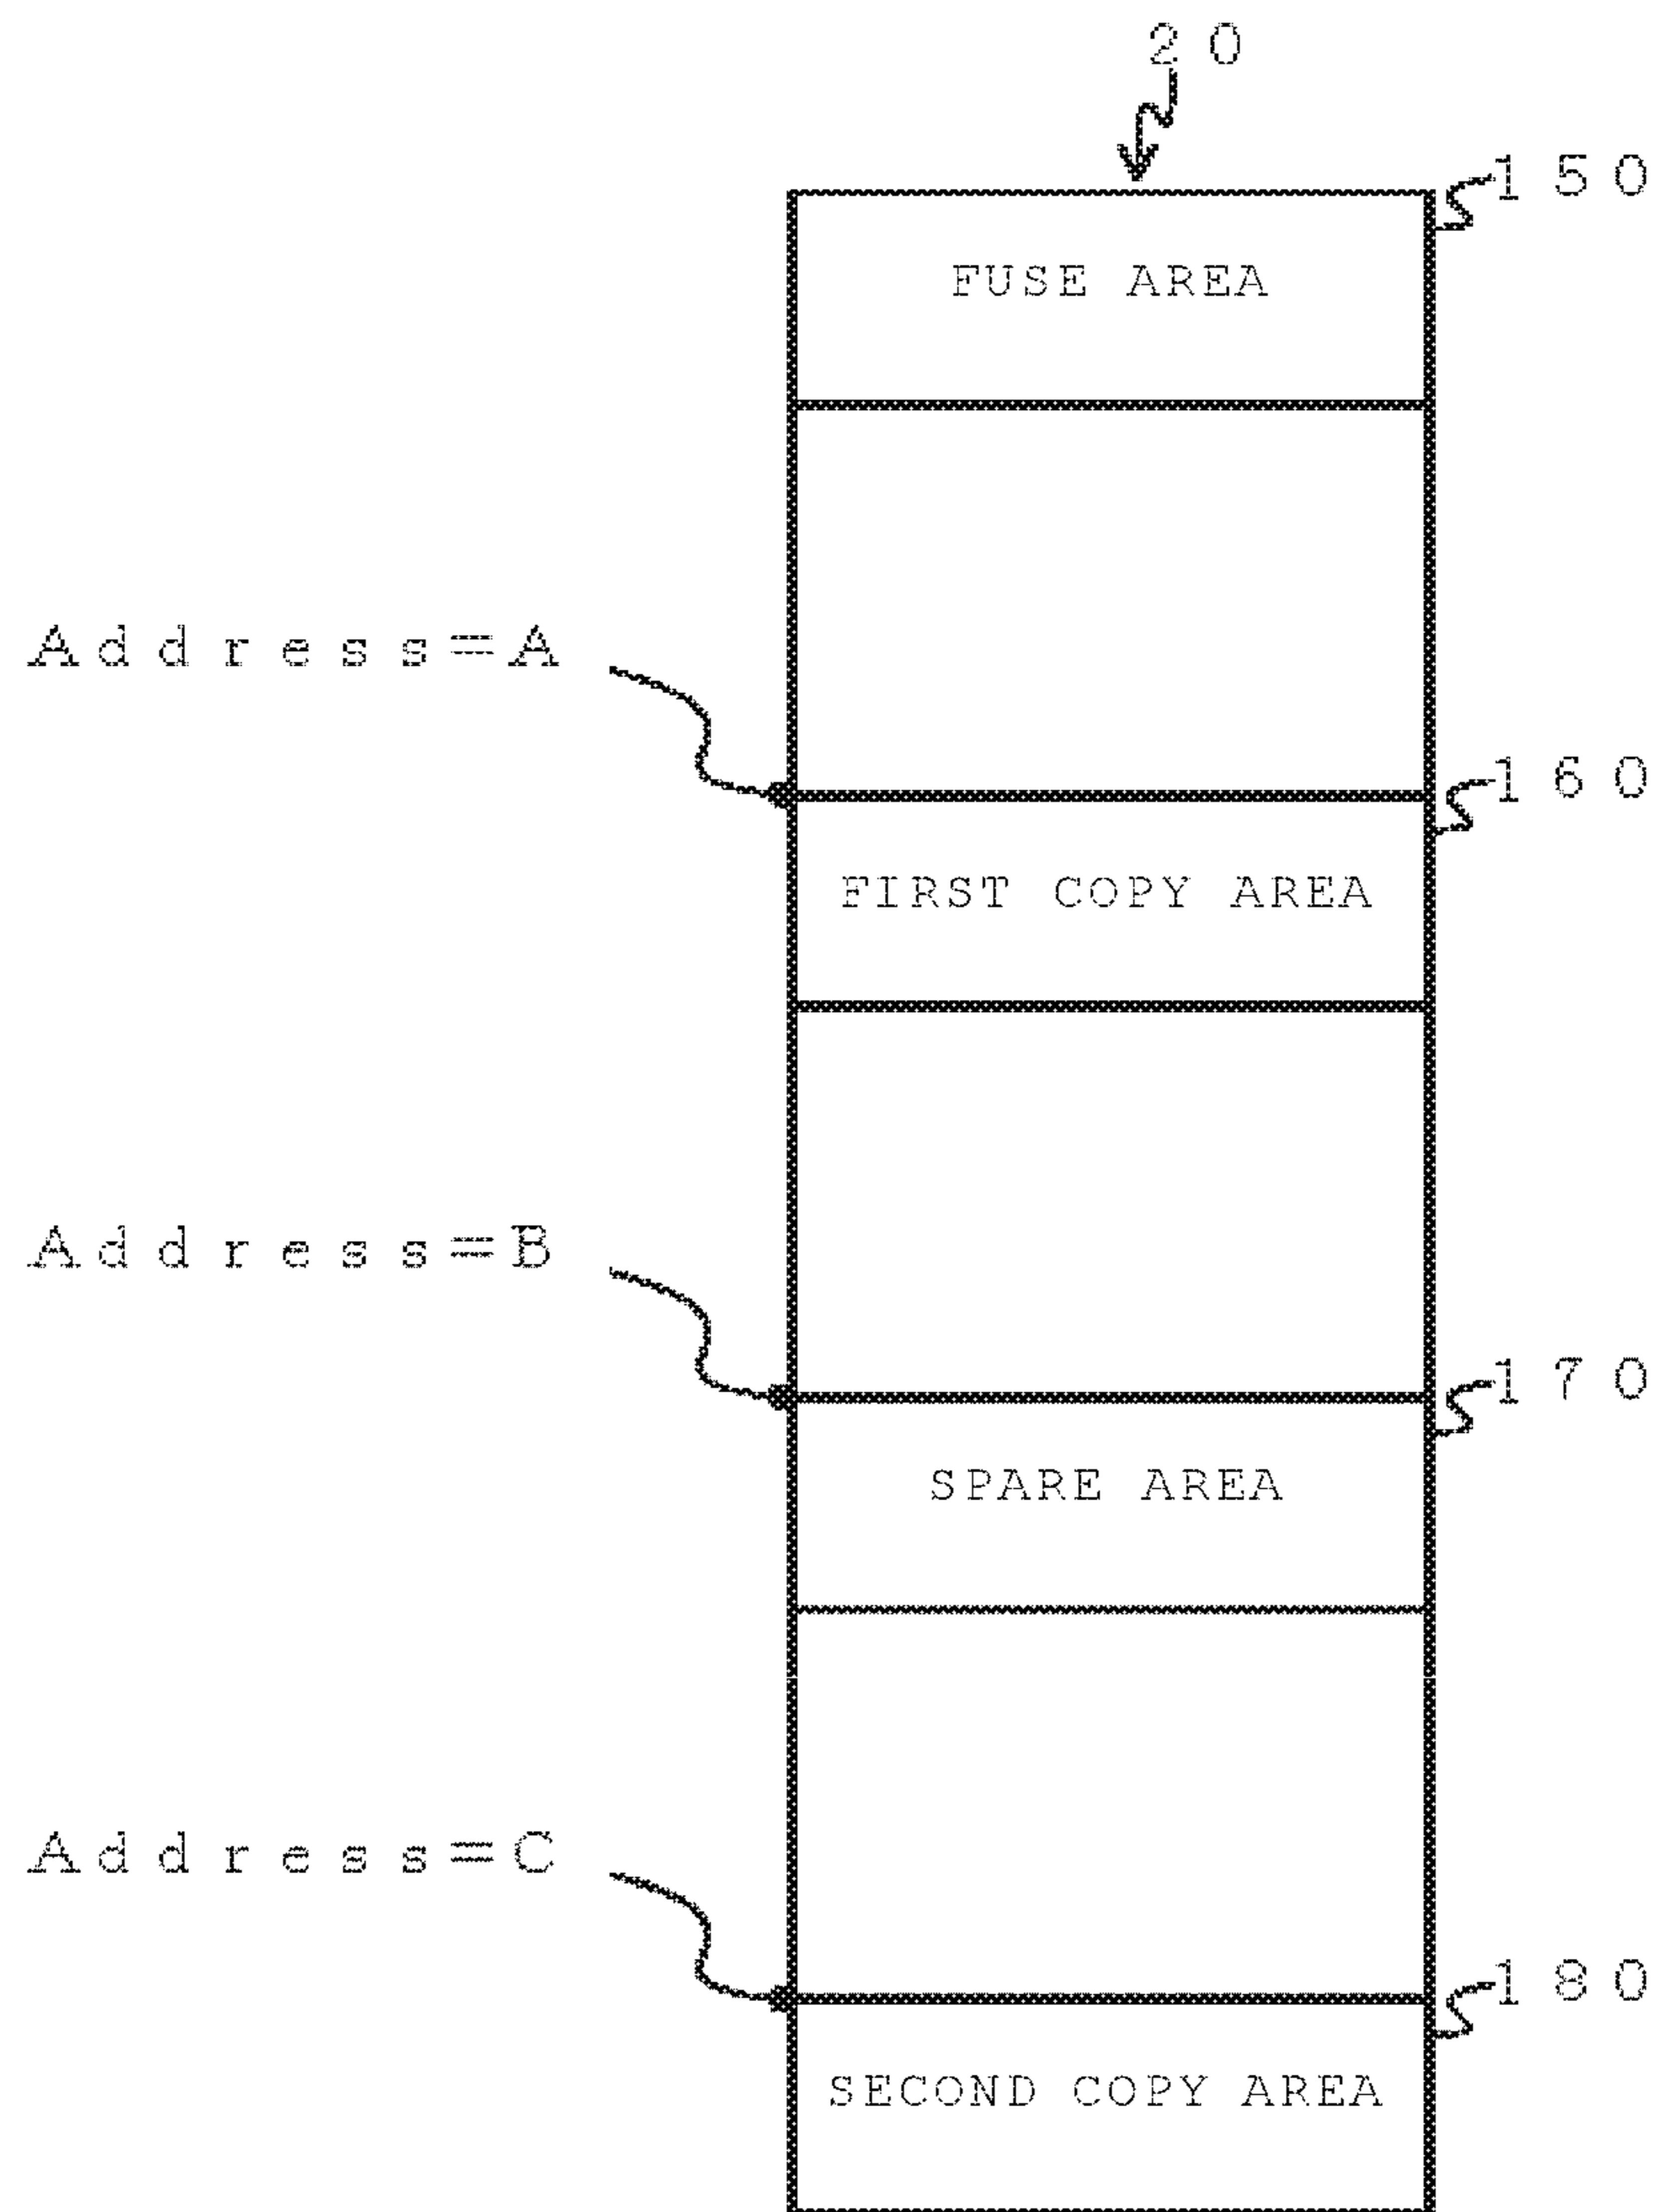 20
150
FUSE AREA
Address=A
160
FIRST COPY AREA
Address=B
170
SPARE AREA
Address=C
180
SECOND COPY AREA